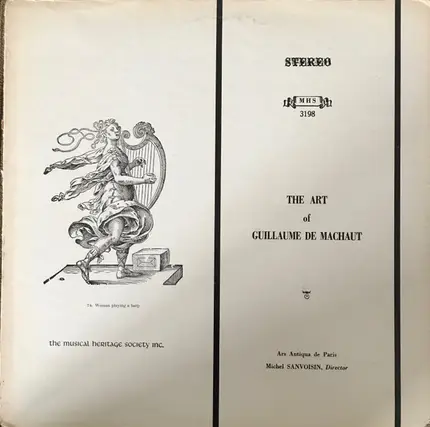 STEREO
MHS
3198
THE ART
of
GUILLAUME DE MACHAUT
Woman playing a harp
the musical heritage society inc.
Ars Antiqua de Paris
Michel SANVOISIN, Director